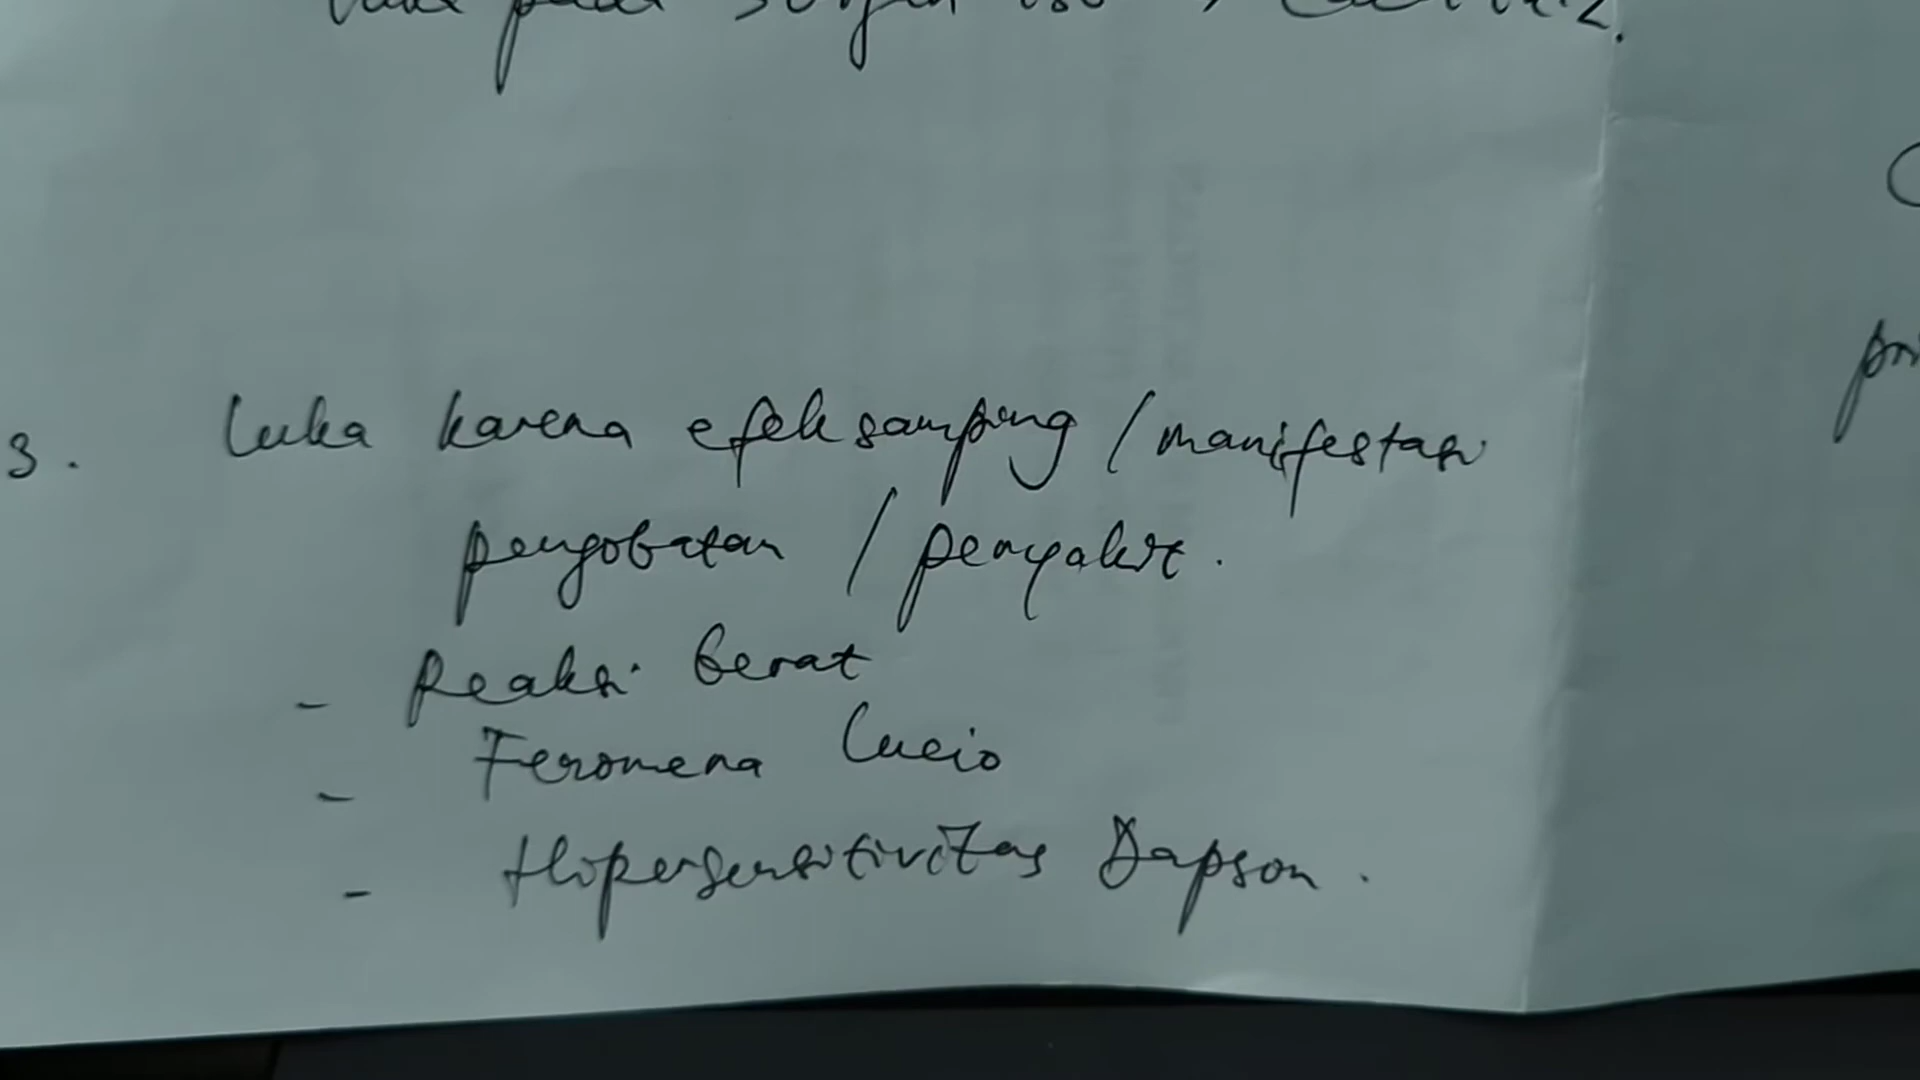 3. Luka karena efek samping / manifestasi
pengobatan / penyakit.
- Reaksi berat
- Fenomena Lucio
- Hipersensitivitas Dapson.